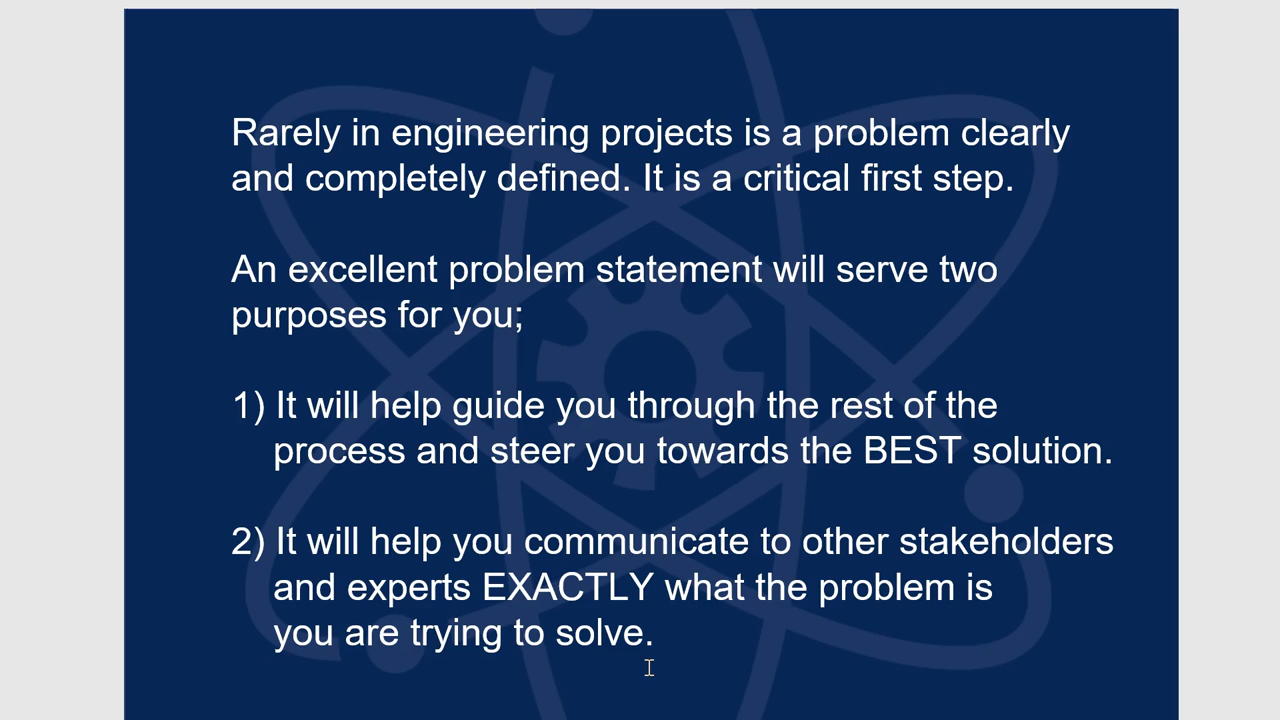 Rarely in engineering projects is a problem clearly
and completely defined. It is a critical first step.
An excellent problem statement will serve two
purposes for you;
1) It will help guide you through the rest of the
process and steer you towards the BEST solution.
2) It will help you communicate to other stakeholders
and experts EXACTLY what the problem is
you are trying to solve.